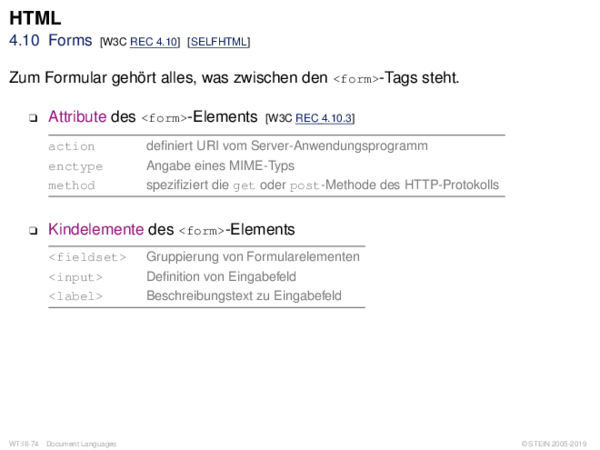 HTML
4.10 Forms [W3C REC 4.10] [SELFHTML]
Zum Formular gehört alles, was zwischen den <form>-Tags steht.
❑ Attribute des <form>-Elements [W3C REC 4.10.3]
action definiert URI vom Server-Anwendungsprogramm
enctype Angabe eines MIME-Typs
method spezifiziert die get oder post-Methode des HTTP-Protokolls
❑ Kindelemente des <form>-Elements
<fieldset> Gruppierung von Formularelementen
<input> Definition von Eingabefeld
<label> Beschreibungstext zu Eingabefeld
WT:III-74 Document Languages © STEIN 2005-2019